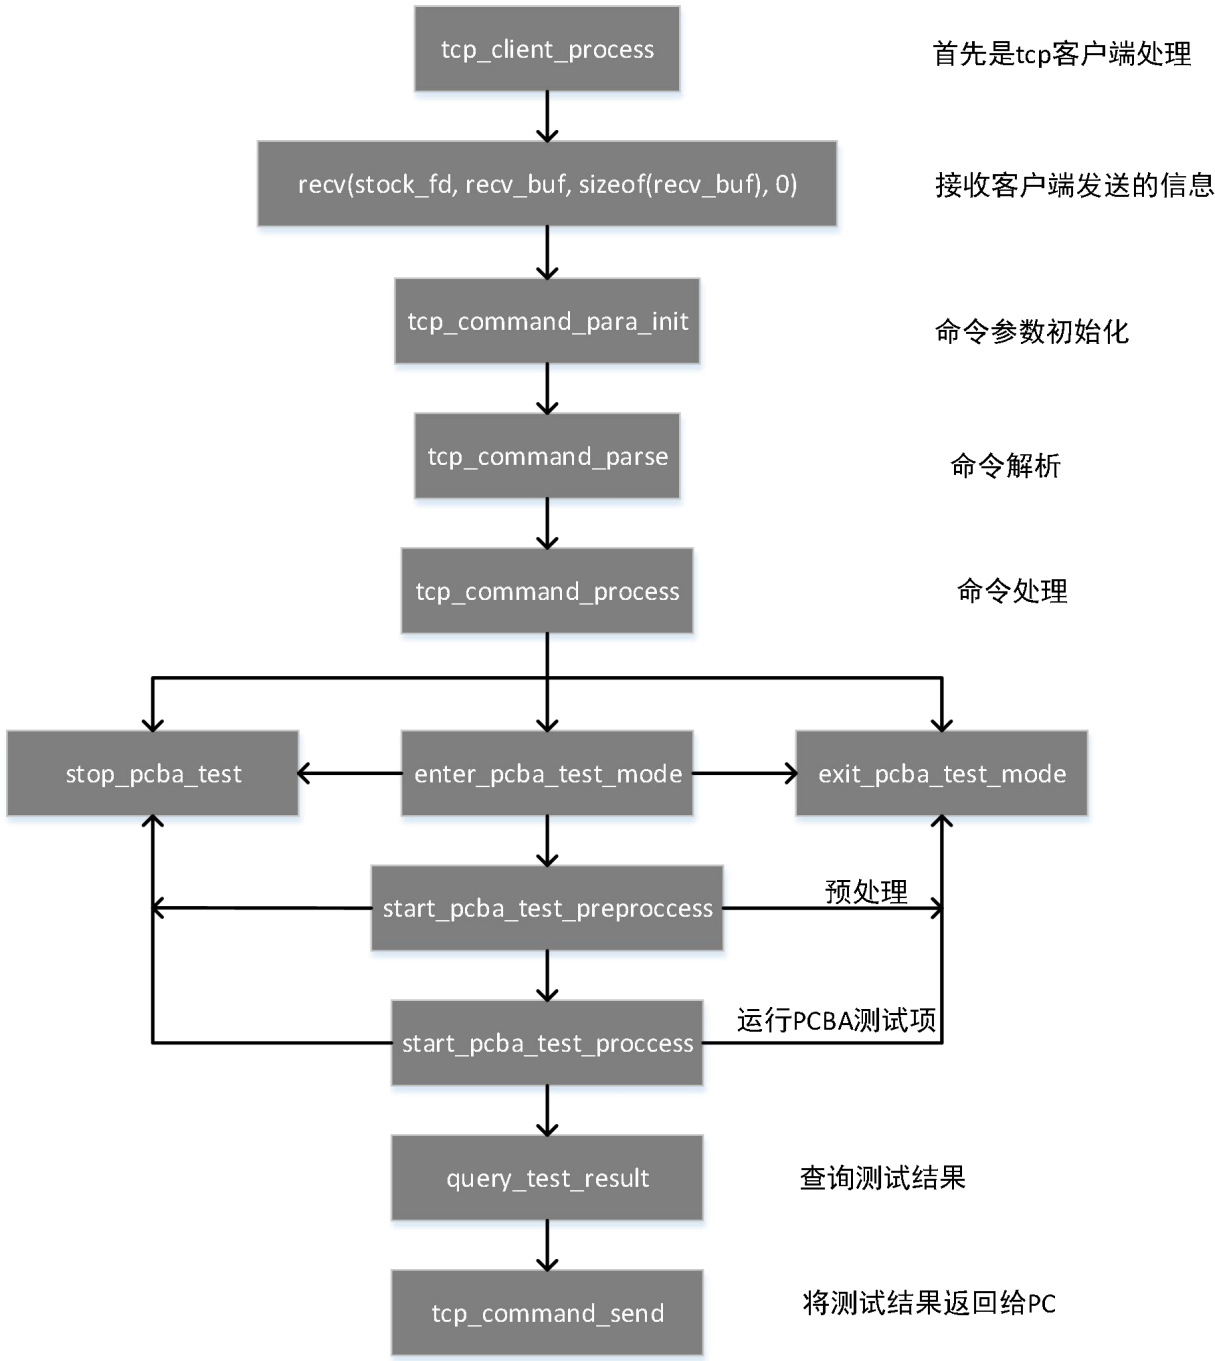 tcp_client_process
首先是tcp客户端处理
recv(stock_fd, recv_buf, sizeof(recv_buf), 0)
接收客户端发送的信息
tcp_command_para_init
命令参数初始化
tcp_command_parse
命令解析
tcp_command_process
命令处理
stop_pcba_test
enter_pcba_test_mode
exit_pcba_test_mode
start_pcba_test_preproccess
预处理
start_pcba_test_proccess
运行PCBA测试项
query_test_result
查询测试结果
tcp_command_send
将测试结果返回给PC